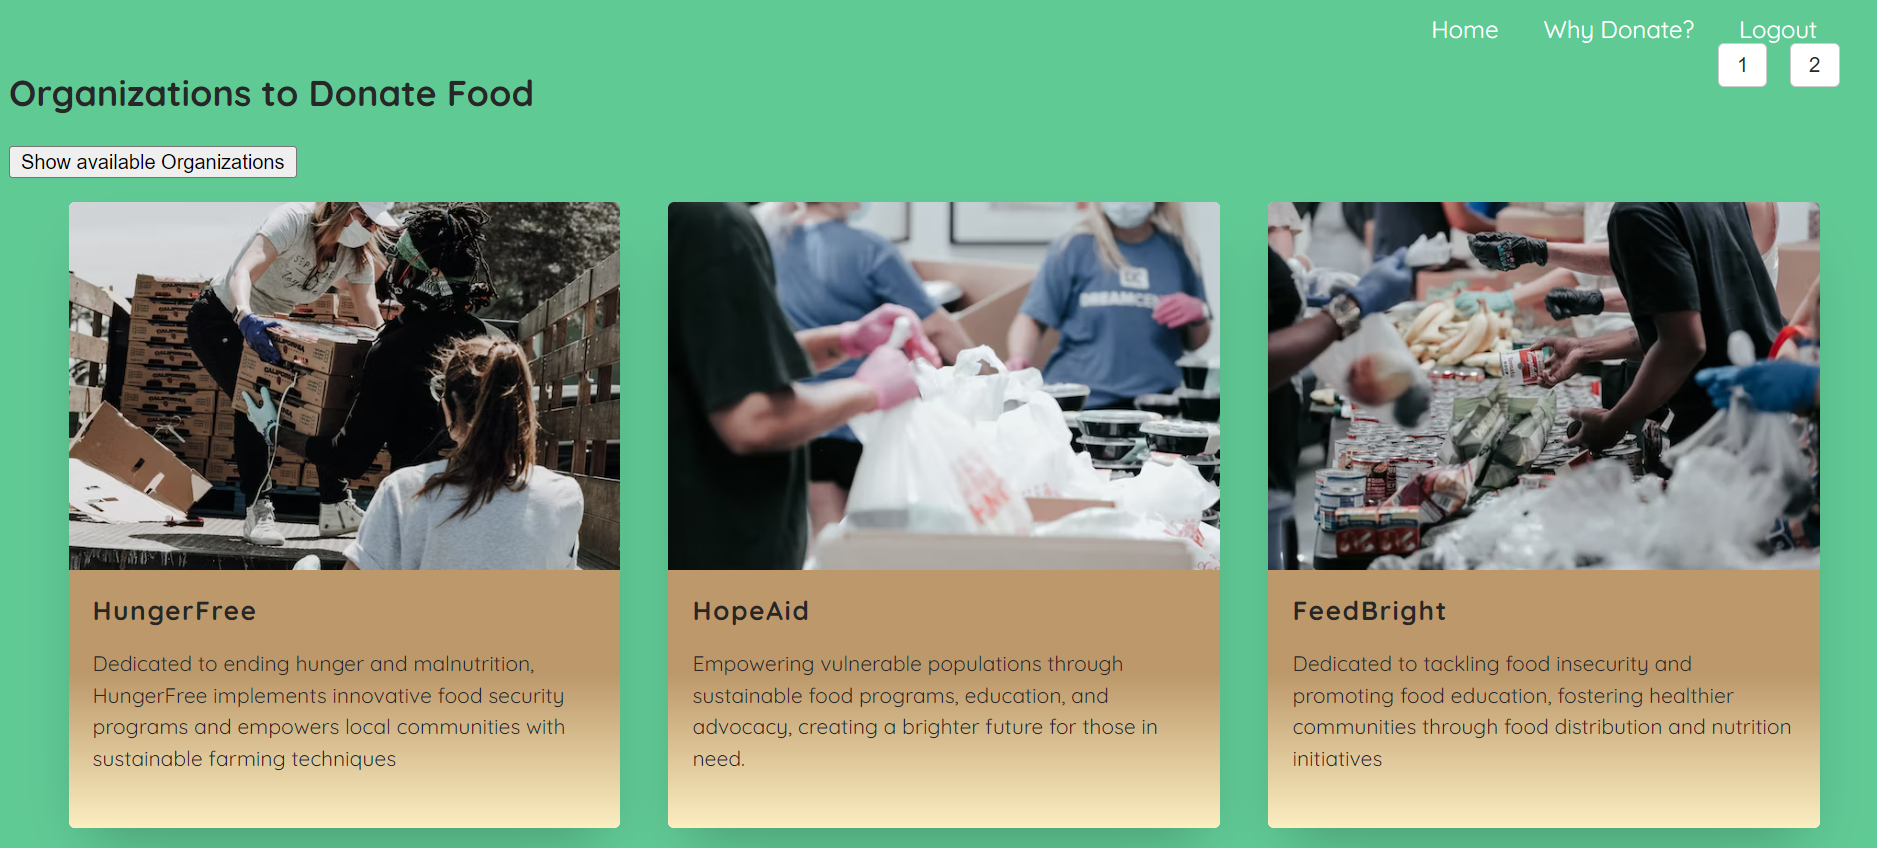 Home Why Donate? Logout
1 2
Organizations to Donate Food
Show available Organizations
CALIFORNIA
DREAMCE
HungerFree
Dedicated to ending hunger and malnutrition,
HungerFree implements innovative food security
programs and empowers local communities with
sustainable farming techniques
HopeAid
Empowering vulnerable populations through
sustainable food programs, education, and
advocacy, creating a brighter future for those in
need.
FeedBright
Dedicated to tackling food insecurity and
promoting food education, fostering healthier
communities through food distribution and nutrition
initiatives